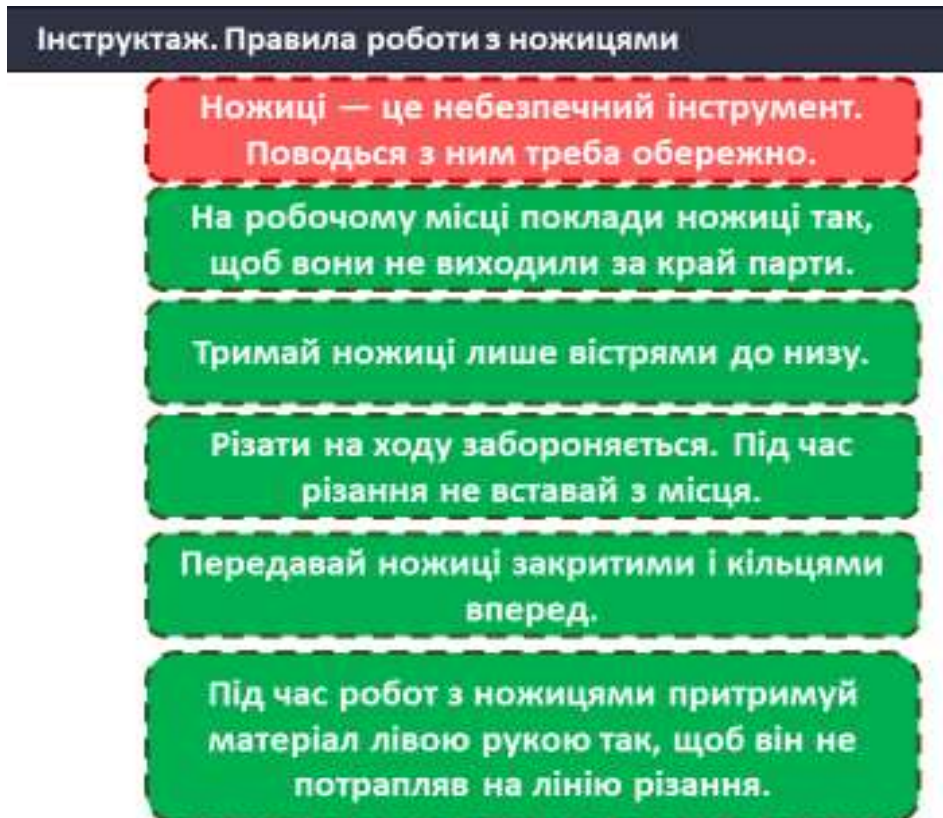 Інструктаж. Правила роботи з ножицями
Ножиці — це небезпечний інструмент.
Поводься з ним треба обережно.
На робочому місці поклади ножиці так,
щоб вони не виходили за край парти.
Тримай ножиці лише вістрями до низу.
Різати на ходу забороняється. Під час
різання не вставай з місця.
Передавай ножиці закритими і кільцями
вперед.
Під час робот з ножицями притримуй
матеріал лівою рукою так, щоб він не
потрапляв на лінію різання.